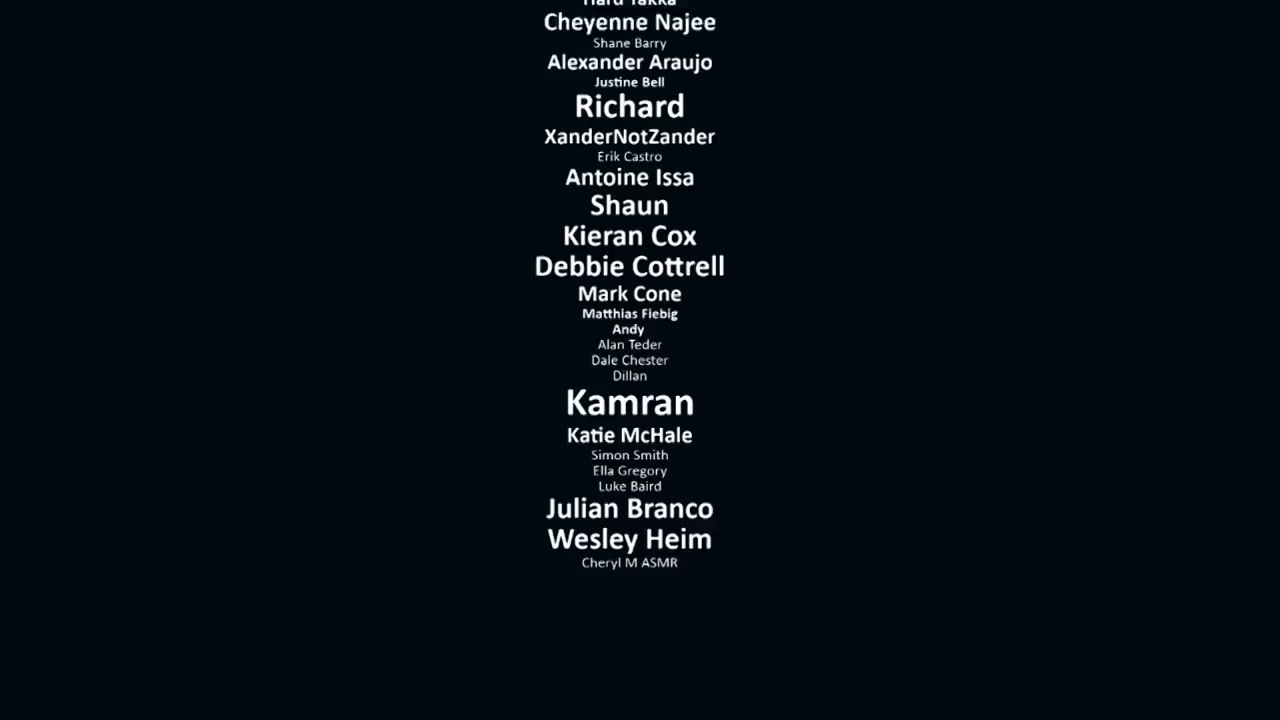 Hard Takka
Cheyenne Najee
Shane Barry
Alexander Araujo
Justine Bell
Richard
XanderNotZander
Erik Castro
Antoine Issa
Shaun
Kieran Cox
Debbie Cottrell
Mark Cone
Matthias Fiebig
Andy
Alan Teder
Dale Chester
Dillan
Kamran
Katie McHale
Simon Smith
Ella Gregory
Luke Baird
Julian Branco
Wesley Heim
Cheryl M ASMR